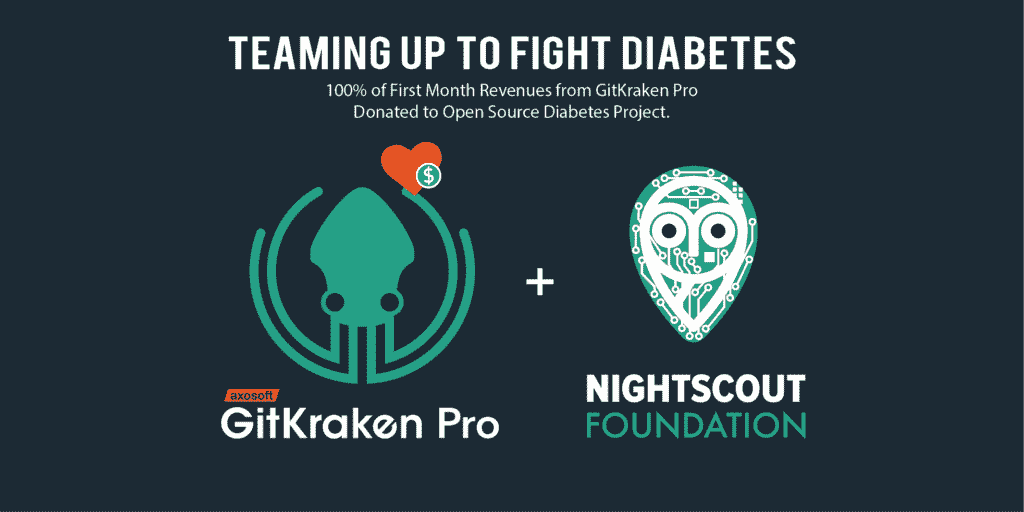 TEAMING UP TO FIGHT DIABETES
100% of First Month Revenues from GitKraken Pro
Donated to Open Source Diabetes Project.
$
+
axosoft
GitKraken Pro
NIGHTSCOUT
FOUNDATION